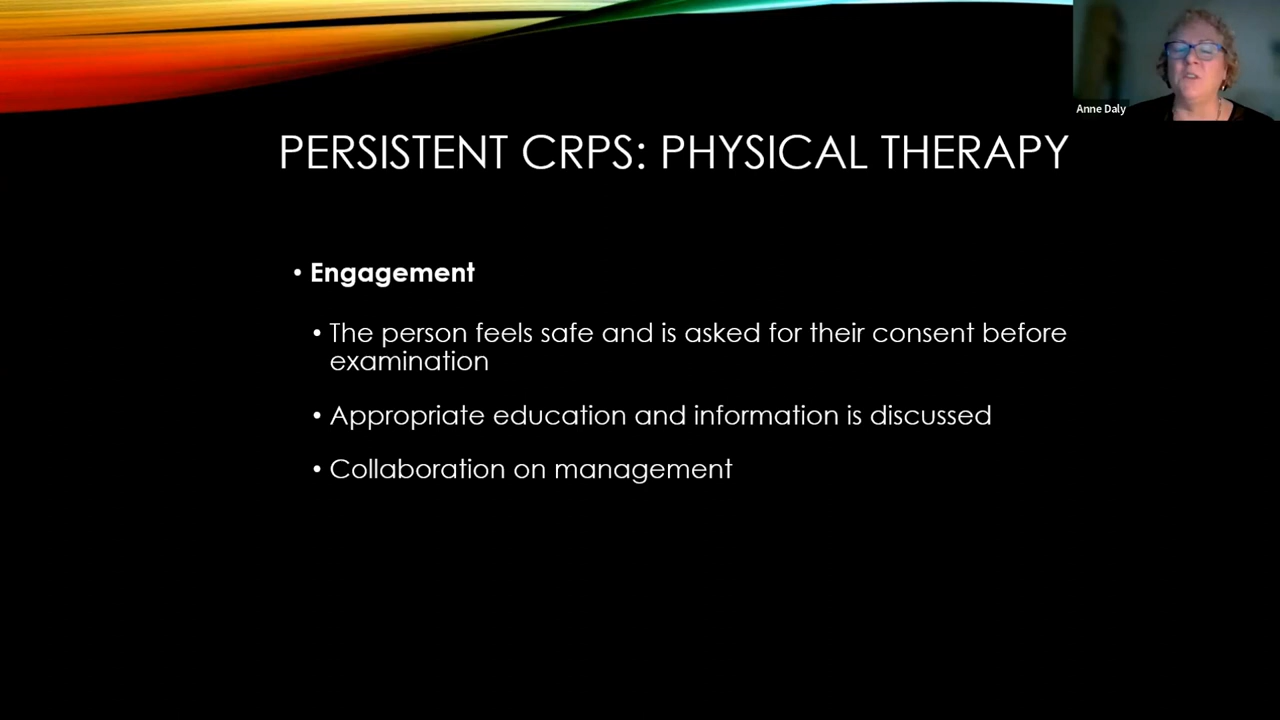 Anne Daly
PERSISTENT CRPS: PHYSICAL THERAPY
• Engagement
• The person feels safe and is asked for their consent before
examination
• Appropriate education and information is discussed
• Collaboration on management